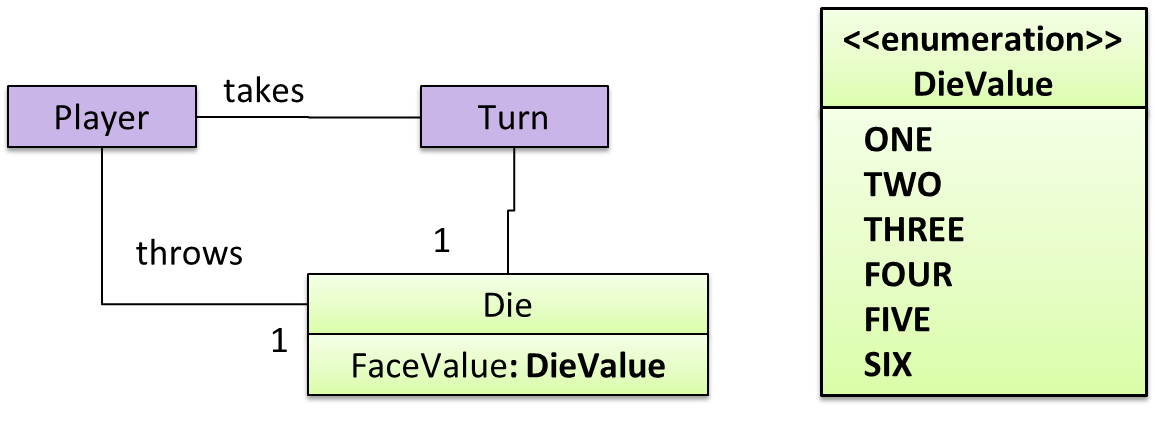 Player
takes
Turn
throws
1
1
Die
FaceValue: DieValue
<<enumeration>>
DieValue
ONE
TWO
THREE
FOUR
FIVE
SIX